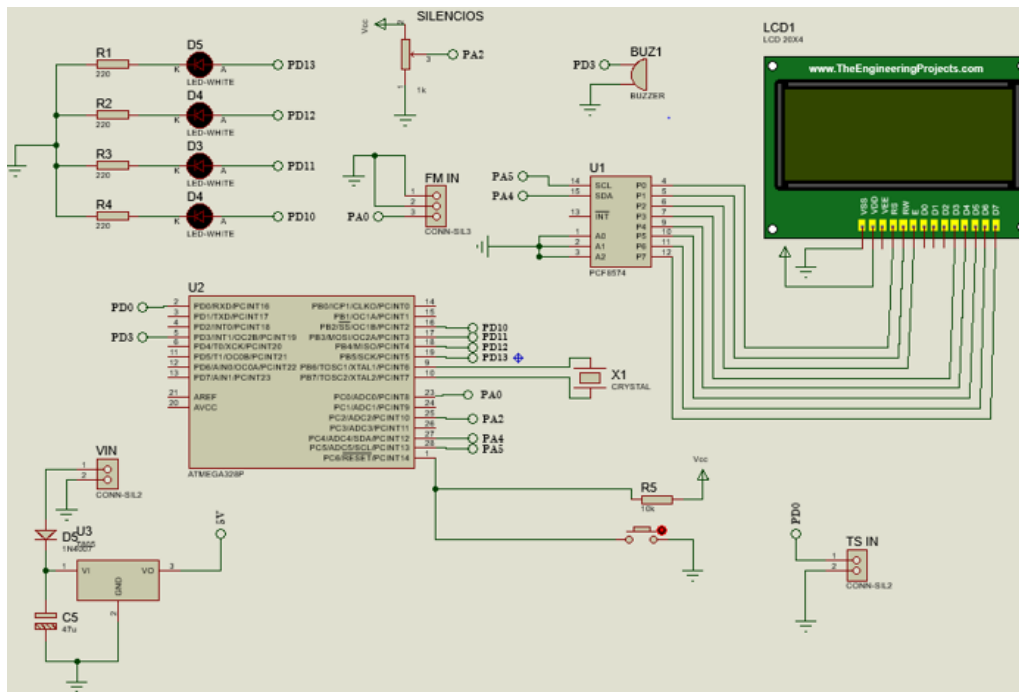 SILENCIOS
Vcc
2
3
PA2
1
1k
R1
220
D5
K
A
LED-WHITE
PD13
R2
220
D4
K
A
LED-WHITE
PD12
R3
220
D3
K
A
LED-WHITE
PD11
R4
220
D4
K
A
LED-WHITE
PD10
BUZ1
PD3
BUZZER
LCD1
LCD 20X4
www.TheEngineeringProjects.com
VSS
VDD
VEE
RS
RW
E
D0
D1
D2
D3
D4
D5
D6
D7
FM IN
1
2
3
PA0
CONN-SIL3
U1
PA5
14
SCL
P0
4
PA4
15
SDA
P1
5
P2
6
13
INT
P3
7
P4
9
1
A0
P5
10
2
A1
P6
11
3
A2
P7
12
PCF8574
U2
PD0
2
PD0/RXD/PCINT16
PB0/ICP1/CLKO/PCINT0
14
3
PD1/TXD/PCINT17
PB1/OC1A/PCINT1
15
4
PD2/INT0/PCINT18
PB2/SS/OC1B/PCINT2
16
PD10
PD3
5
PD3/INT1/OC2B/PCINT19
PB3/MOSI/OC2A/PCINT3
17
PD11
6
PD4/T0/XCK/PCINT20
PB4/MISO/PCINT4
18
PD12
11
PD5/T1/OC0B/PCINT21
PB5/SCK/PCINT5
19
PD13
12
PD6/AIN0/OC0A/PCINT22
PB6/TOSC1/XTAL1/PCINT6
9
13
PD7/AIN1/PCINT23
PB7/TOSC2/XTAL2/PCINT7
10
21
AREF
PC0/ADC0/PCINT8
23
PA0
20
AVCC
PC1/ADC1/PCINT9
24
PC2/ADC2/PCINT10
25
PA2
PC3/ADC3/PCINT11
26
PC4/ADC4/SDA/PCINT12
27
PA4
PC5/ADC5/SCL/PCINT13
28
PA5
PC6/RESET/PCINT14
1
ATMEGA328P
X1
CRYSTAL
Vcc
R5
10k
VIN
1
2
CONN-SIL2
D5
1N4007
U3
7805
1
VI
VO
3
GND
2
5V
C5
47u
PD0
TS IN
1
2
CONN-SIL2